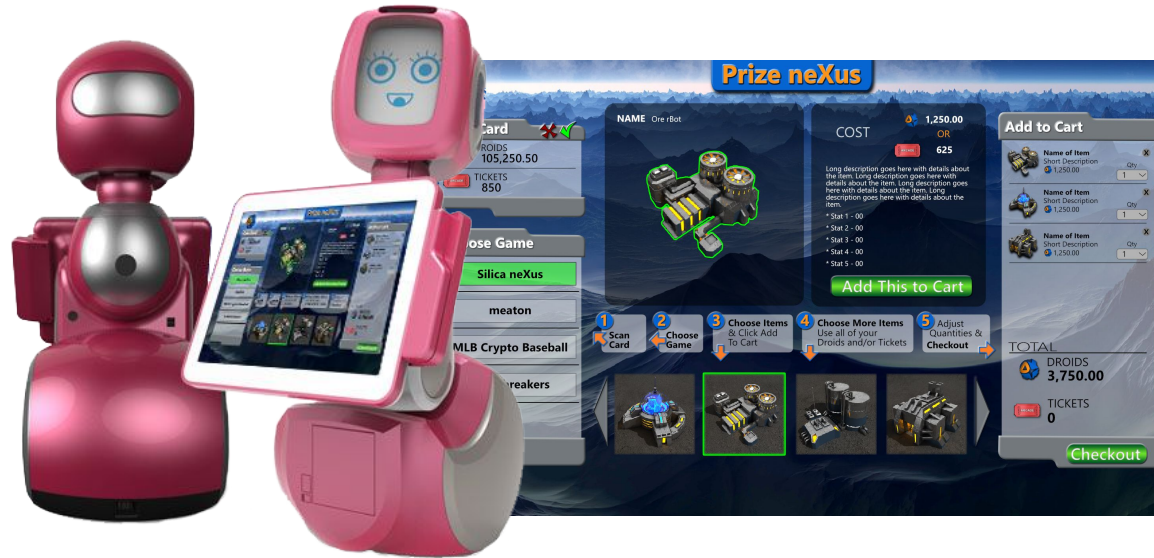 Prize neXus
Card
ROIDS
105,250.50
TICKETS
850
ose Game
Silica neXus
meaton
MLB Crypto Baseball
reakers
NAME Ore rBot
COST
1,250.00
OR
625
Long description goes here with details about
the item. Long description goes here with
details about the item. Long description goes
here with details about the item. Long
description goes here with details about the
item.
* Stat 1 - 00
* Stat 2 - 00
* Stat 3 - 00
* Stat 4 - 00
* Stat 5 - 00
Add This to Cart
1
Scan
Card
2
Choose
Game
3 Choose Items
& Click Add
To Cart
4 Choose More Items
Use all of your
Droids and/or Tickets
5 Adjust
Quantities &
Checkout
Add to Cart
Name of Item X
Short Description
1,250.00
Qty
1
Name of Item X
Short Description
1,250.00
Qty
1
Name of Item X
Short Description
1,250.00
Qty
1
TOTAL
DROIDS
3,750.00
TICKETS
0
Checkout
Prize neXus